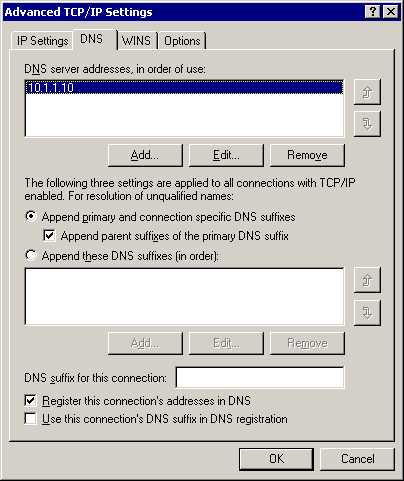 Advanced TCP/IP Settings
IP Settings DNS WINS Options
DNS server addresses, in order of use:
10.1.1.10
Add... Edit... Remove
The following three settings are applied to all connections with TCP/IP
enabled. For resolution of unqualified names:
Append primary and connection specific DNS suffixes
Append parent suffixes of the primary DNS suffix
Append these DNS suffixes (in order):
Add... Edit... Remove
DNS suffix for this connection:
Register this connection's addresses in DNS
Use this connection's DNS suffix in DNS registration
OK Cancel